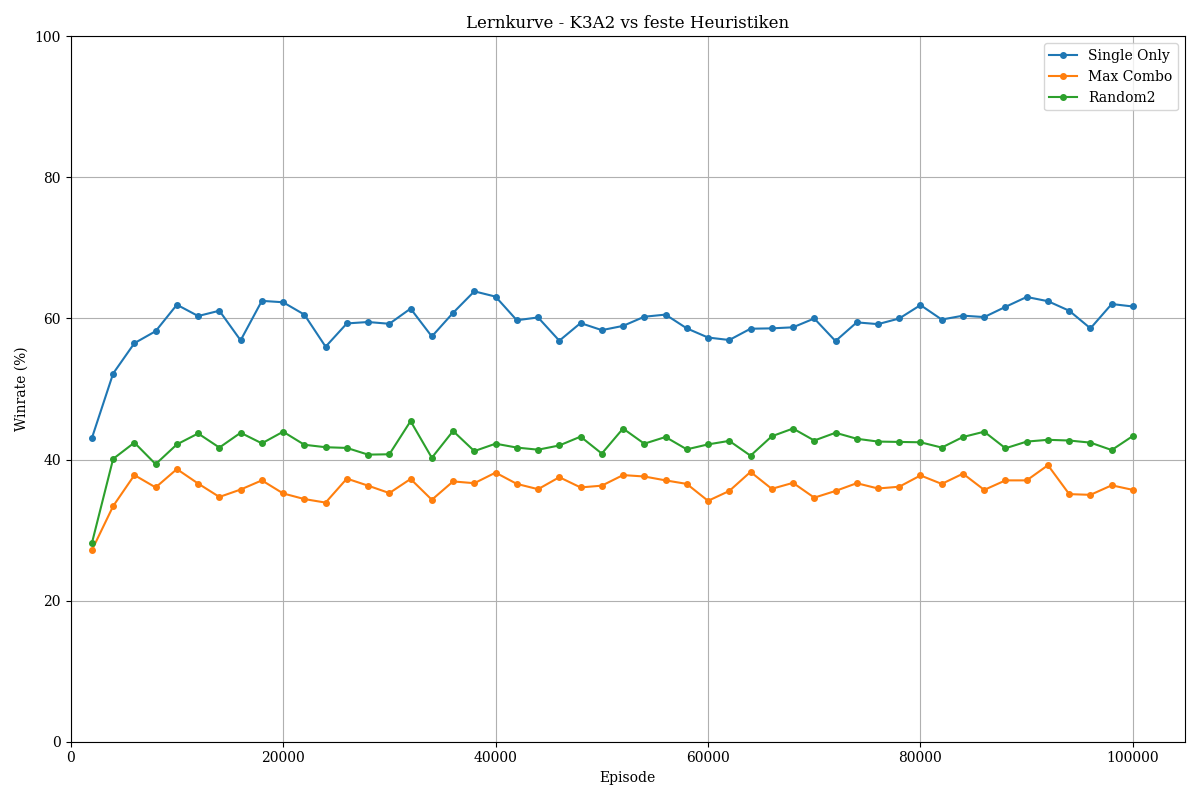 Lernkurve - K3A2 vs feste Heuristiken
Single Only
Max Combo
Random2
Winrate (%)
100
80
60
40
20
0
0 20000 40000 60000 80000 100000
Episode